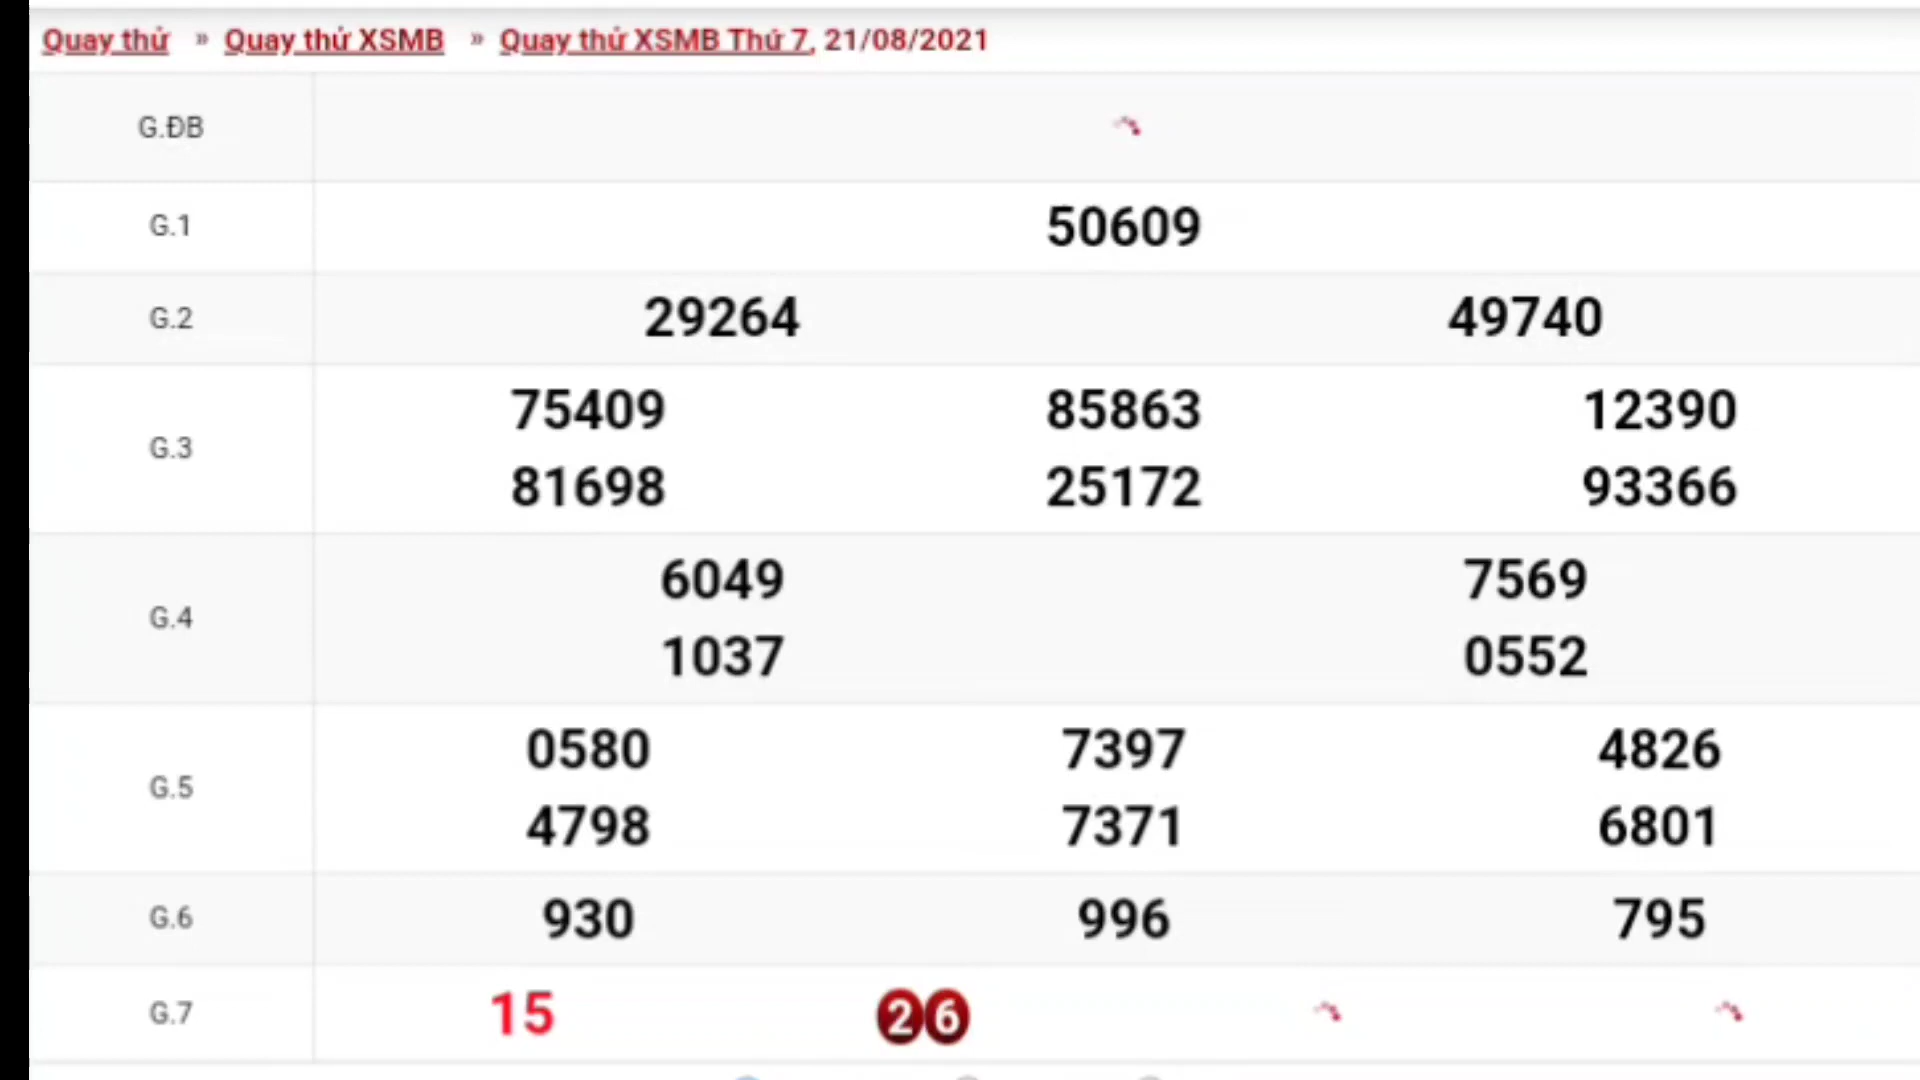 Quay thử » Quay thử XSMB » Quay thử XSMB Thứ 7, 21/08/2021
G.ĐB
G.1 50609
G.2 29264 49740
G.3 75409 85863 12390
81698 25172 93366
G.4 6049 7569
1037 0552
G.5 0580 7397 4826
4798 7371 6801
G.6 930 996 795
G.7 15 26